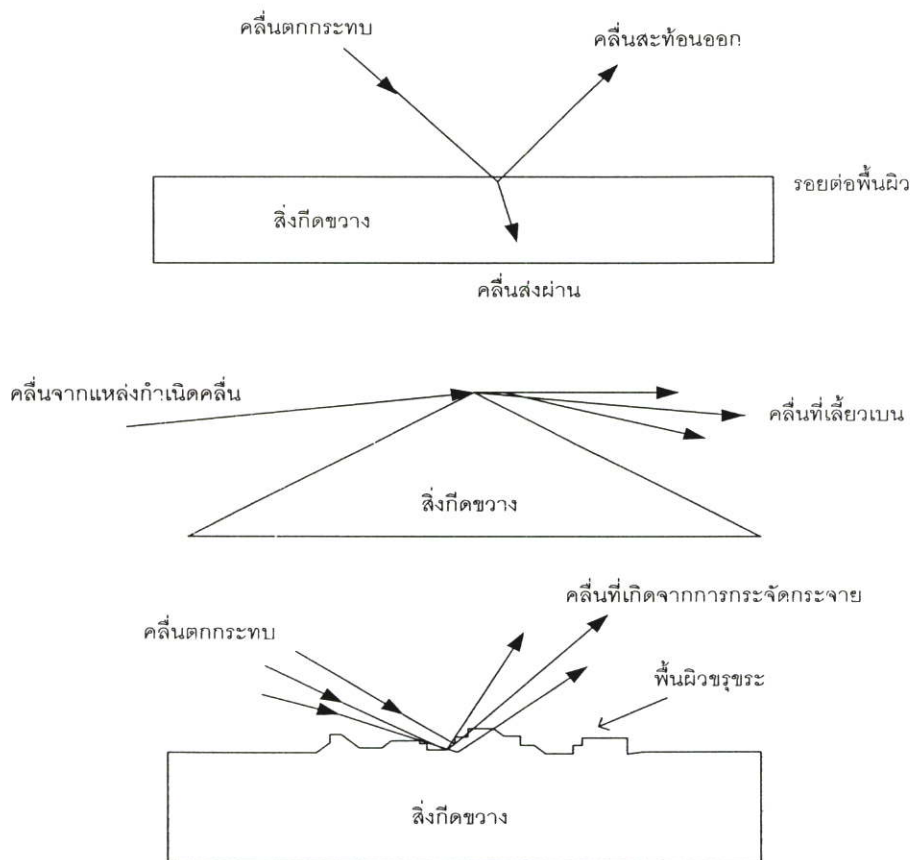 คลื่นตกกระทบ
คลื่นสะท้อนออก
รอยต่อพื้นผิว
สิ่งกีดขวาง
คลื่นส่งผ่าน
คลื่นจากแหล่งกำเนิดคลื่น
คลื่นที่เลี้ยวเบน
สิ่งกีดขวาง
คลื่นที่เกิดจากการกระจัดกระจาย
คลื่นตกกระทบ
พื้นผิวขรุขระ
สิ่งกีดขวาง